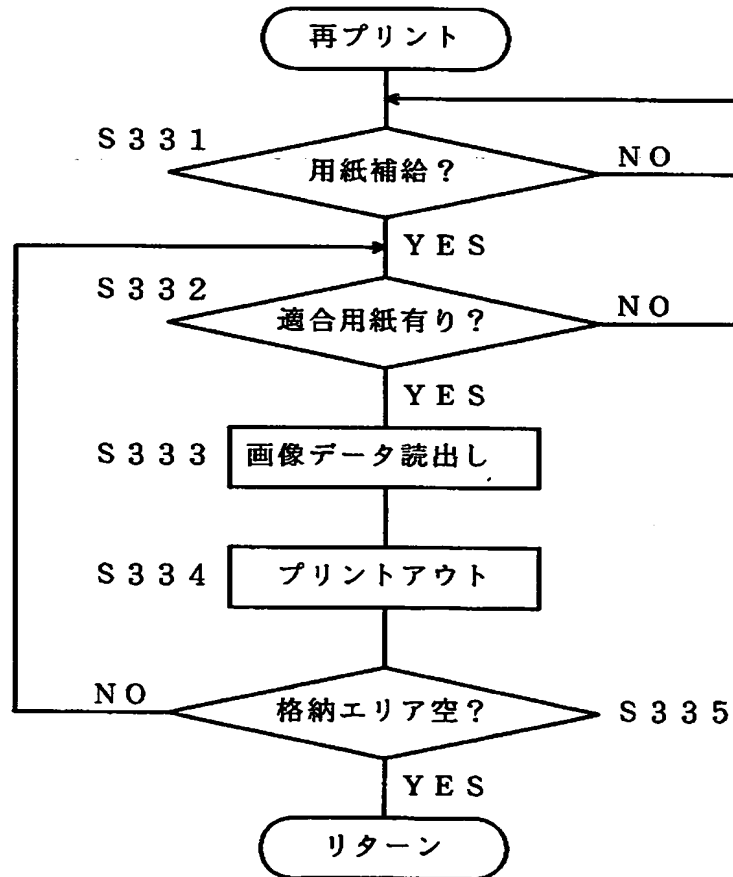 再プリント
S331
用紙補給?
NO
YES
S332
適合用紙有り?
NO
YES
S333
画像データ読出し
S334
プリントアウト
NO
格納エリア空?
S335
YES
リターン